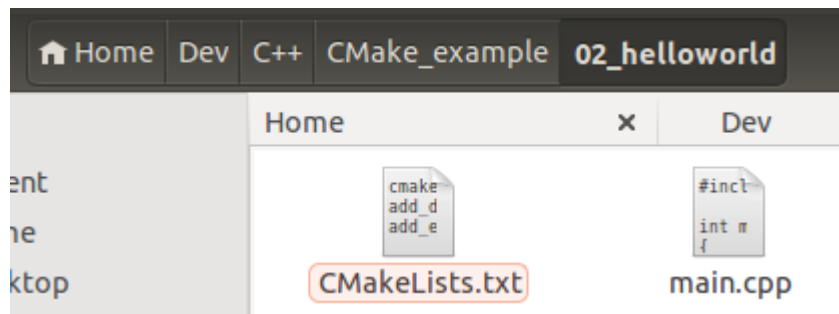 Home Dev C++ CMake_example 02_helloworld
Home × Dev
ent
ne
ktop
cmake
add_d
add_e
#incl
int m
{
CMakeLists.txt main.cpp